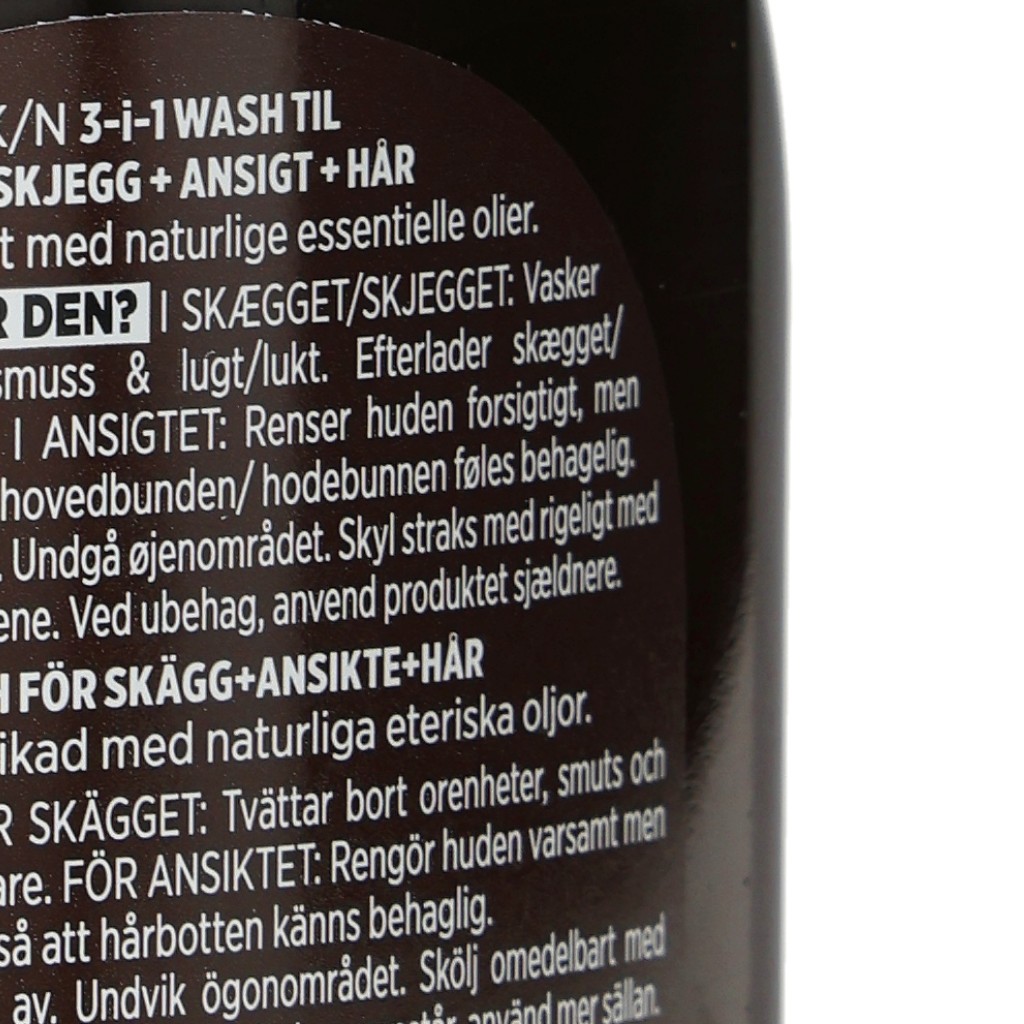 K/N 3-i-1 WASH TIL
SKJEGG + ANSIGT + HÅR
t med naturlige essentielle olier.
R DEN? I SKÆGGET/SKJEGGET: Vasker
smuss & lugt/lukt. Efterlader skægget/
I ANSIGTET: Renser huden forsigtigt, men
hovedbunden/ hodebunnen føles behagelig.
. Undgå øjenområdet. Skyl straks med rigeligt med
ene. Ved ubehag, anvend produktet sjældnere.
H FÖR SKÄGG+ANSIKTE+HÅR
ikad med naturliga eteriska oljor.
R SKÄGGET: Tvättar bort orenheter, smuts och
are. FÖR ANSIKTET: Rengör huden varsamt men
så att hårbotten känns behaglig.
av. Undvik ögonområdet. Skölj omedelbart med
använd mer sällan.